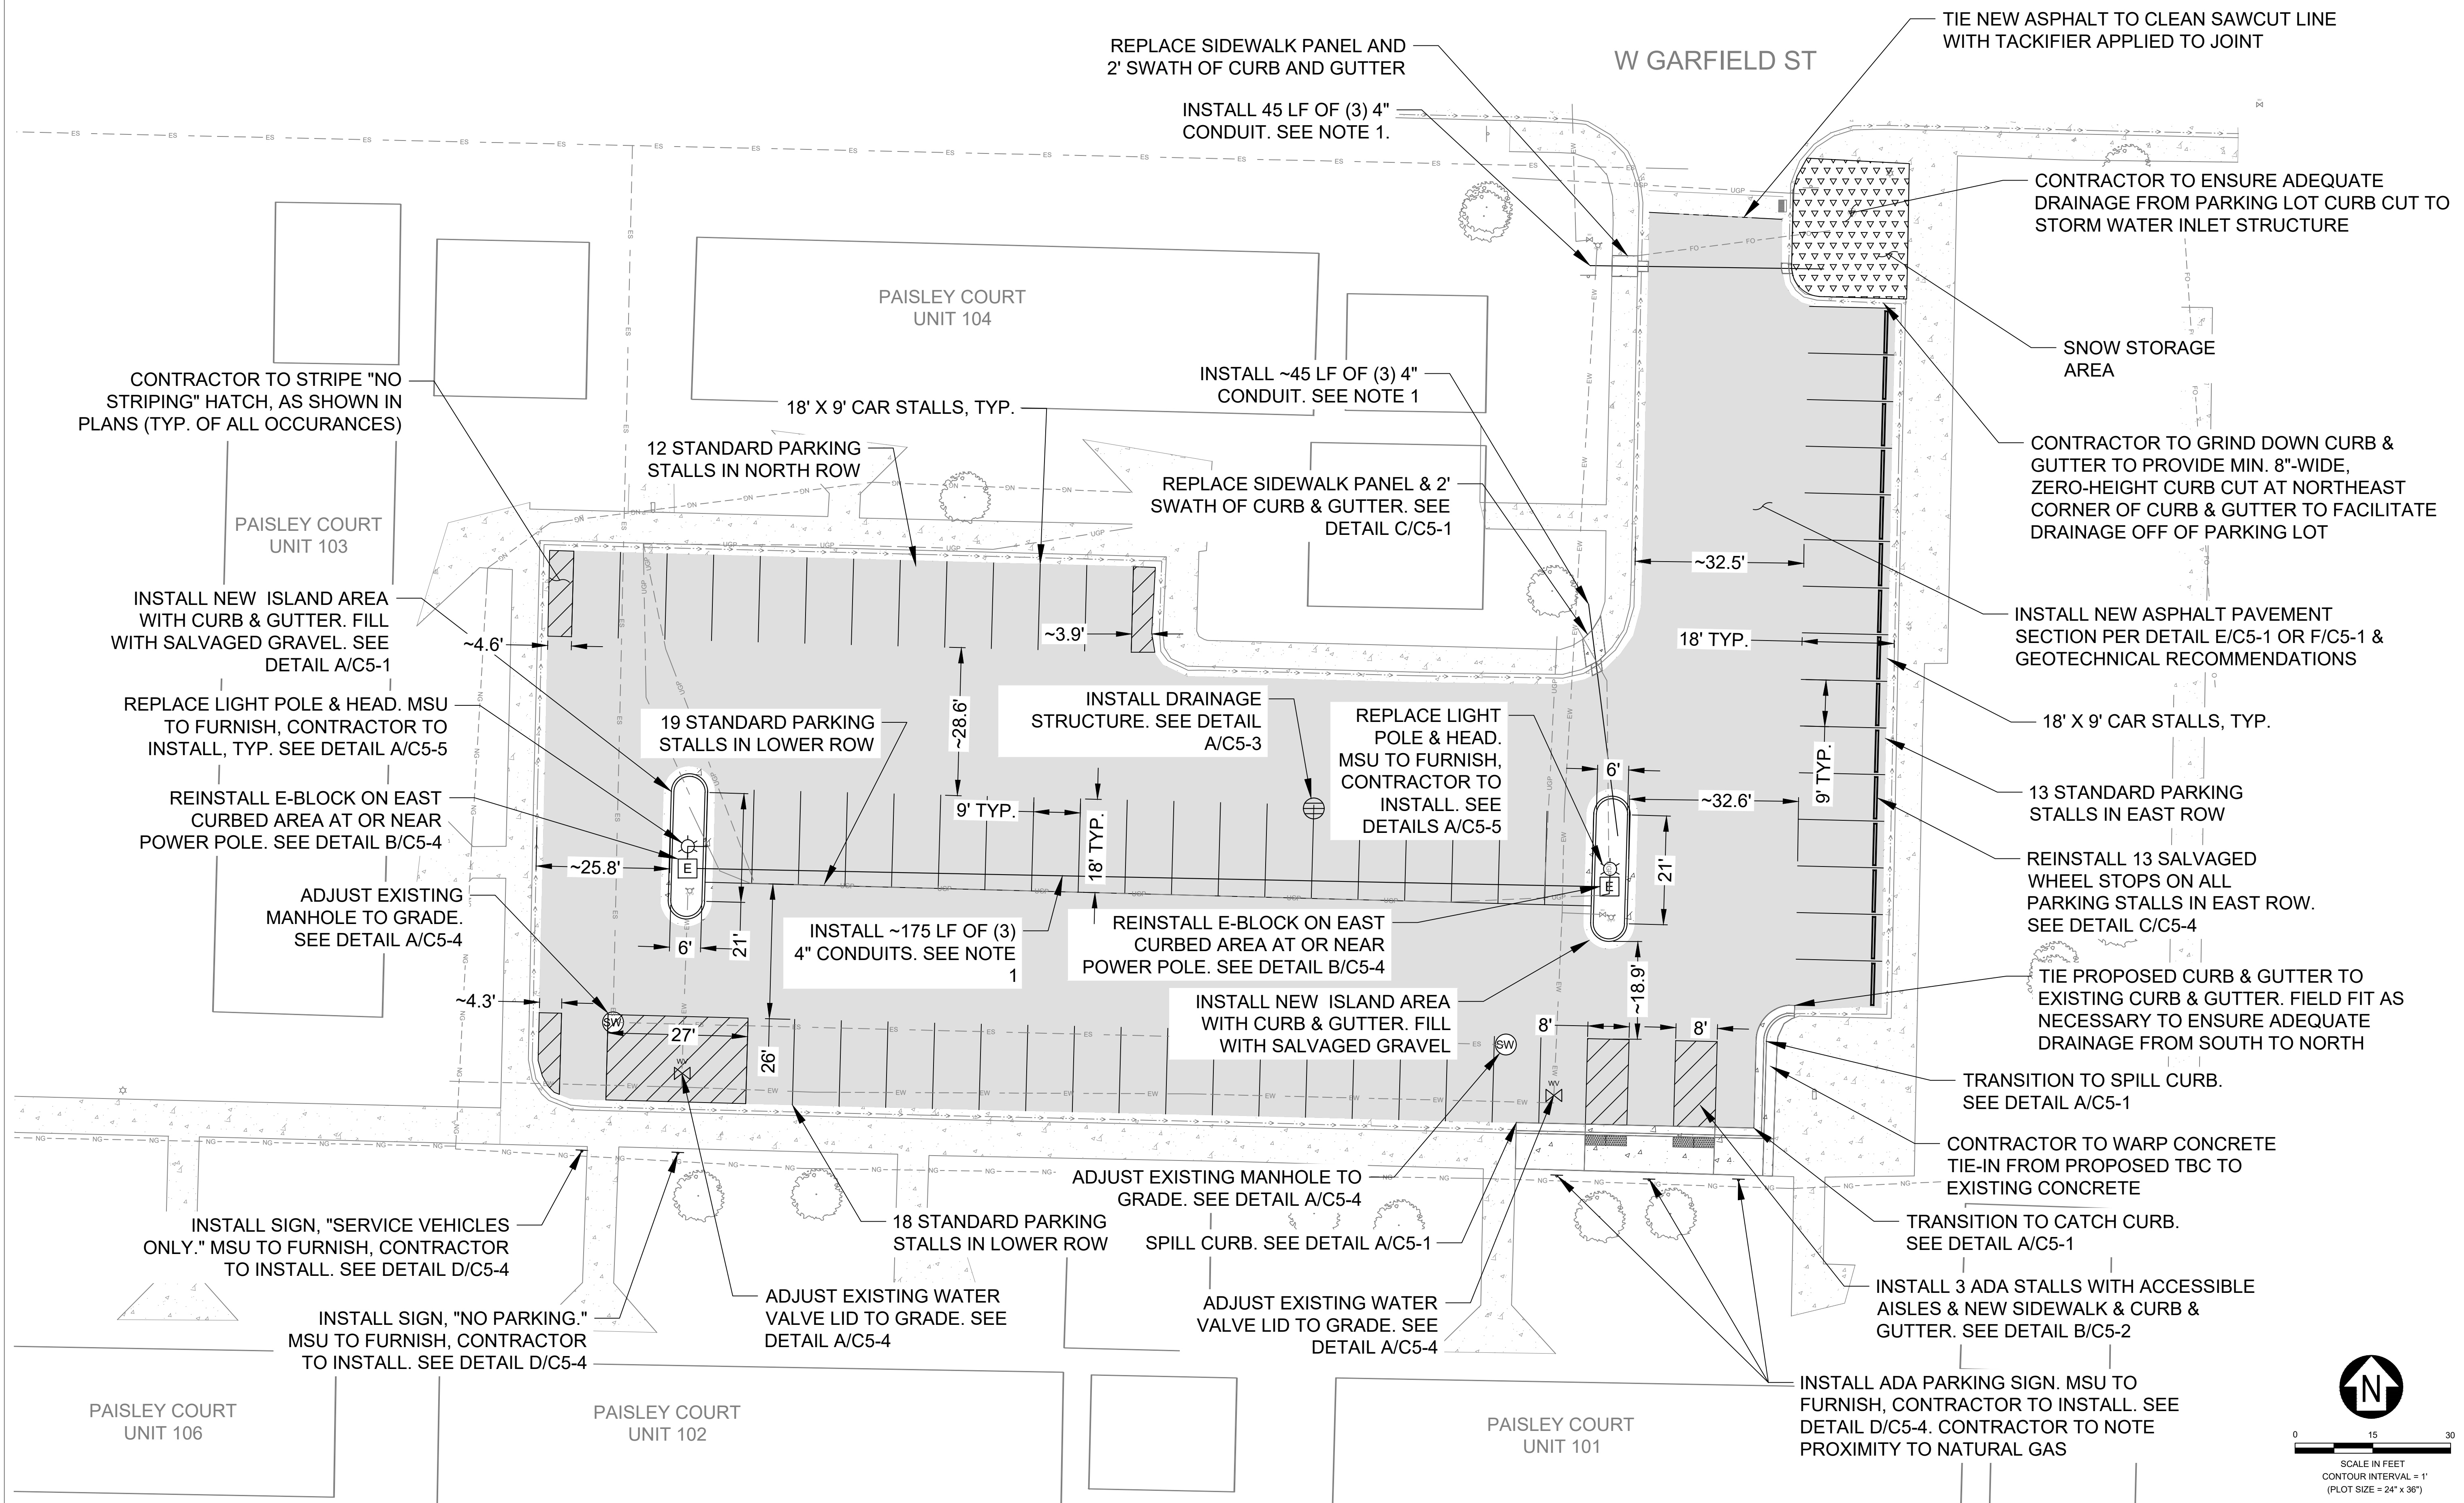 TIE NEW ASPHALT TO CLEAN SAWCUT LINE
WITH TACKIFIER APPLIED TO JOINT
REPLACE SIDEWALK PANEL AND
2' SWATH OF CURB AND GUTTER
W GARFIELD ST
INSTALL 45 LF OF (3) 4"
CONDUIT. SEE NOTE 1.
CONTRACTOR TO ENSURE ADEQUATE
DRAINAGE FROM PARKING LOT CURB CUT TO
STORM WATER INLET STRUCTURE
PAISLEY COURT
UNIT 104
SNOW STORAGE
AREA
CONTRACTOR TO STRIPE "NO
STRIPING" HATCH, AS SHOWN IN
PLANS (TYP. OF ALL OCCURANCES)
18' X 9' CAR STALLS, TYP.
INSTALL ~45 LF OF (3) 4"
CONDUIT. SEE NOTE 1
12 STANDARD PARKING
STALLS IN NORTH ROW
REPLACE SIDEWALK PANEL & 2'
SWATH OF CURB & GUTTER. SEE
DETAIL C/C5-1
CONTRACTOR TO GRIND DOWN CURB &
GUTTER TO PROVIDE MIN. 8"-WIDE,
ZERO-HEIGHT CURB CUT AT NORTHEAST
CORNER OF CURB & GUTTER TO FACILITATE
DRAINAGE OFF OF PARKING LOT
PAISLEY COURT
UNIT 103
~32.5'
INSTALL NEW  ISLAND AREA
WITH CURB & GUTTER. FILL
WITH SALVAGED GRAVEL. SEE
DETAIL A/C5-1
~4.6'
~3.9'
18' TYP.
INSTALL NEW ASPHALT PAVEMENT
SECTION PER DETAIL E/C5-1 OR F/C5-1 &
GEOTECHNICAL RECOMMENDATIONS
REPLACE LIGHT POLE & HEAD. MSU
TO FURNISH, CONTRACTOR TO
INSTALL, TYP. SEE DETAIL A/C5-5
19 STANDARD PARKING
STALLS IN LOWER ROW
~28.6'
INSTALL DRAINAGE
STRUCTURE. SEE DETAIL
A/C5-3
REPLACE LIGHT
POLE & HEAD.
MSU TO FURNISH,
CONTRACTOR TO
INSTALL. SEE
DETAILS A/C5-5
18' X 9' CAR STALLS, TYP.
9' TYP.
6'
~32.6'
REINSTALL E-BLOCK ON EAST
CURBED AREA AT OR NEAR
POWER POLE. SEE DETAIL B/C5-4
9' TYP.
18' TYP.
13 STANDARD PARKING
STALLS IN EAST ROW
~25.8'
E
E
21'
REINSTALL 13 SALVAGED
WHEEL STOPS ON ALL
PARKING STALLS IN EAST ROW.
SEE DETAIL C/C5-4
ADJUST EXISTING
MANHOLE TO GRADE.
SEE DETAIL A/C5-4
6'
21'
INSTALL ~175 LF OF (3)
4" CONDUITS. SEE NOTE
1
REINSTALL E-BLOCK ON EAST
CURBED AREA AT OR NEAR
POWER POLE. SEE DETAIL B/C5-4
~18.9'
TIE PROPOSED CURB & GUTTER TO
EXISTING CURB & GUTTER. FIELD FIT AS
NECESSARY TO ENSURE ADEQUATE
DRAINAGE FROM SOUTH TO NORTH
~4.3'
SW
27'
26'
WV
INSTALL NEW  ISLAND AREA
WITH CURB & GUTTER. FILL
WITH SALVAGED GRAVEL
SW
8'
8'
WV
TRANSITION TO SPILL CURB.
SEE DETAIL A/C5-1
CONTRACTOR TO WARP CONCRETE
TIE-IN FROM PROPOSED TBC TO
EXISTING CONCRETE
ADJUST EXISTING MANHOLE TO
GRADE. SEE DETAIL A/C5-4
INSTALL SIGN, "SERVICE VEHICLES
ONLY." MSU TO FURNISH, CONTRACTOR
TO INSTALL. SEE DETAIL D/C5-4
18 STANDARD PARKING
STALLS IN LOWER ROW
SPILL CURB. SEE DETAIL A/C5-1
TRANSITION TO CATCH CURB.
SEE DETAIL A/C5-1
INSTALL SIGN, "NO PARKING."
MSU TO FURNISH, CONTRACTOR
TO INSTALL. SEE DETAIL D/C5-4
ADJUST EXISTING WATER
VALVE LID TO GRADE. SEE
DETAIL A/C5-4
ADJUST EXISTING WATER
VALVE LID TO GRADE. SEE
DETAIL A/C5-4
INSTALL 3 ADA STALLS WITH ACCESSIBLE
AISLES & NEW SIDEWALK & CURB &
GUTTER. SEE DETAIL B/C5-2
INSTALL ADA PARKING SIGN. MSU TO
FURNISH, CONTRACTOR TO INSTALL. SEE
DETAIL D/C5-4. CONTRACTOR TO NOTE
PROXIMITY TO NATURAL GAS
PAISLEY COURT
UNIT 106
PAISLEY COURT
UNIT 102
PAISLEY COURT
UNIT 101
N
0 15 30
SCALE IN FEET
CONTOUR INTERVAL = 1'
(PLOT SIZE = 24" x 36")